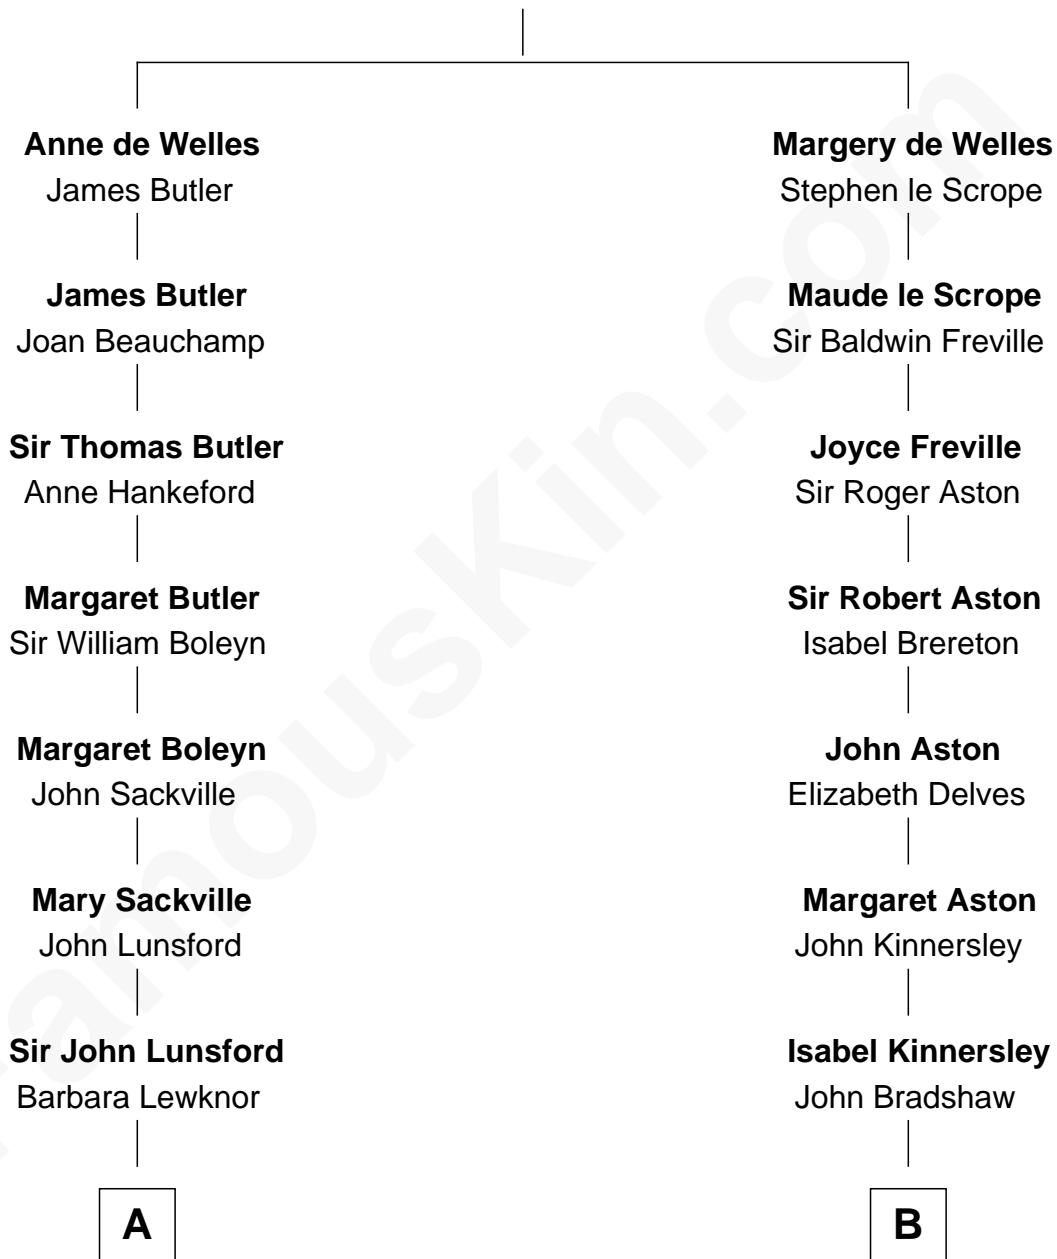 Anne de Welles
James Butler
James Butler
Joan Beauchamp
Sir Thomas Butler
Anne Hankeford
Margaret Butler
Sir William Boleyn
Margaret Boleyn
John Sackville
Mary Sackville
John Lunsford
Sir John Lunsford
Barbara Lewknor
A
Margery de Welles
Stephen le Scrope
Maude le Scrope
Sir Baldwin Freville
Joyce Freville
Sir Roger Aston
Sir Robert Aston
Isabel Brereton
John Aston
Elizabeth Delves
Margaret Aston
John Kinnersley
Isabel Kinnersley
John Bradshaw
B
FamousKin.com